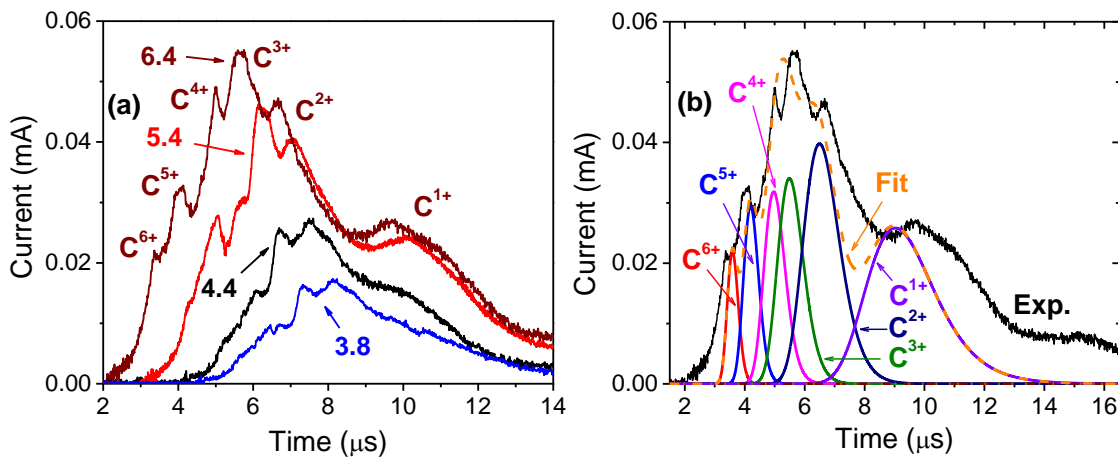 0.06
0.04
0.02
0.00
Current (mA)
(a)
6.4
C³⁺
C⁴⁺
C²⁺
5.4
C⁵⁺
C⁶⁺
C¹⁺
4.4
3.8
2 4 6 8 10 12 14
Time (μs)
0.06
0.04
0.02
0.00
Current (mA)
(b)
C⁴⁺
C⁵⁺
Fit
C⁶⁺
C¹⁺
Exp.
C²⁺
C³⁺
2 4 6 8 10 12 14 16
Time (μs)